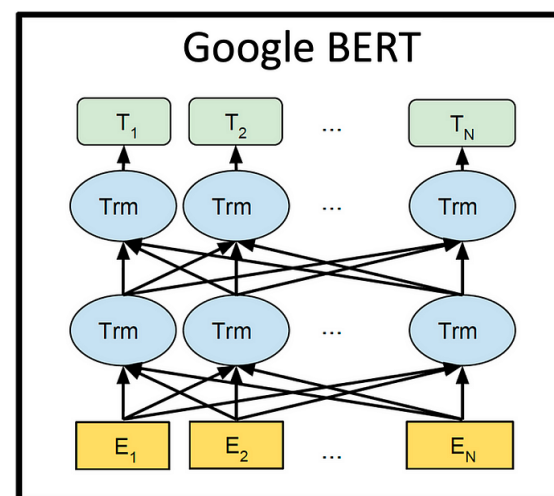 Google BERT
T1 T2 ... TN
Trm Trm ... Trm
Trm Trm ... Trm
E1 E2 ... EN